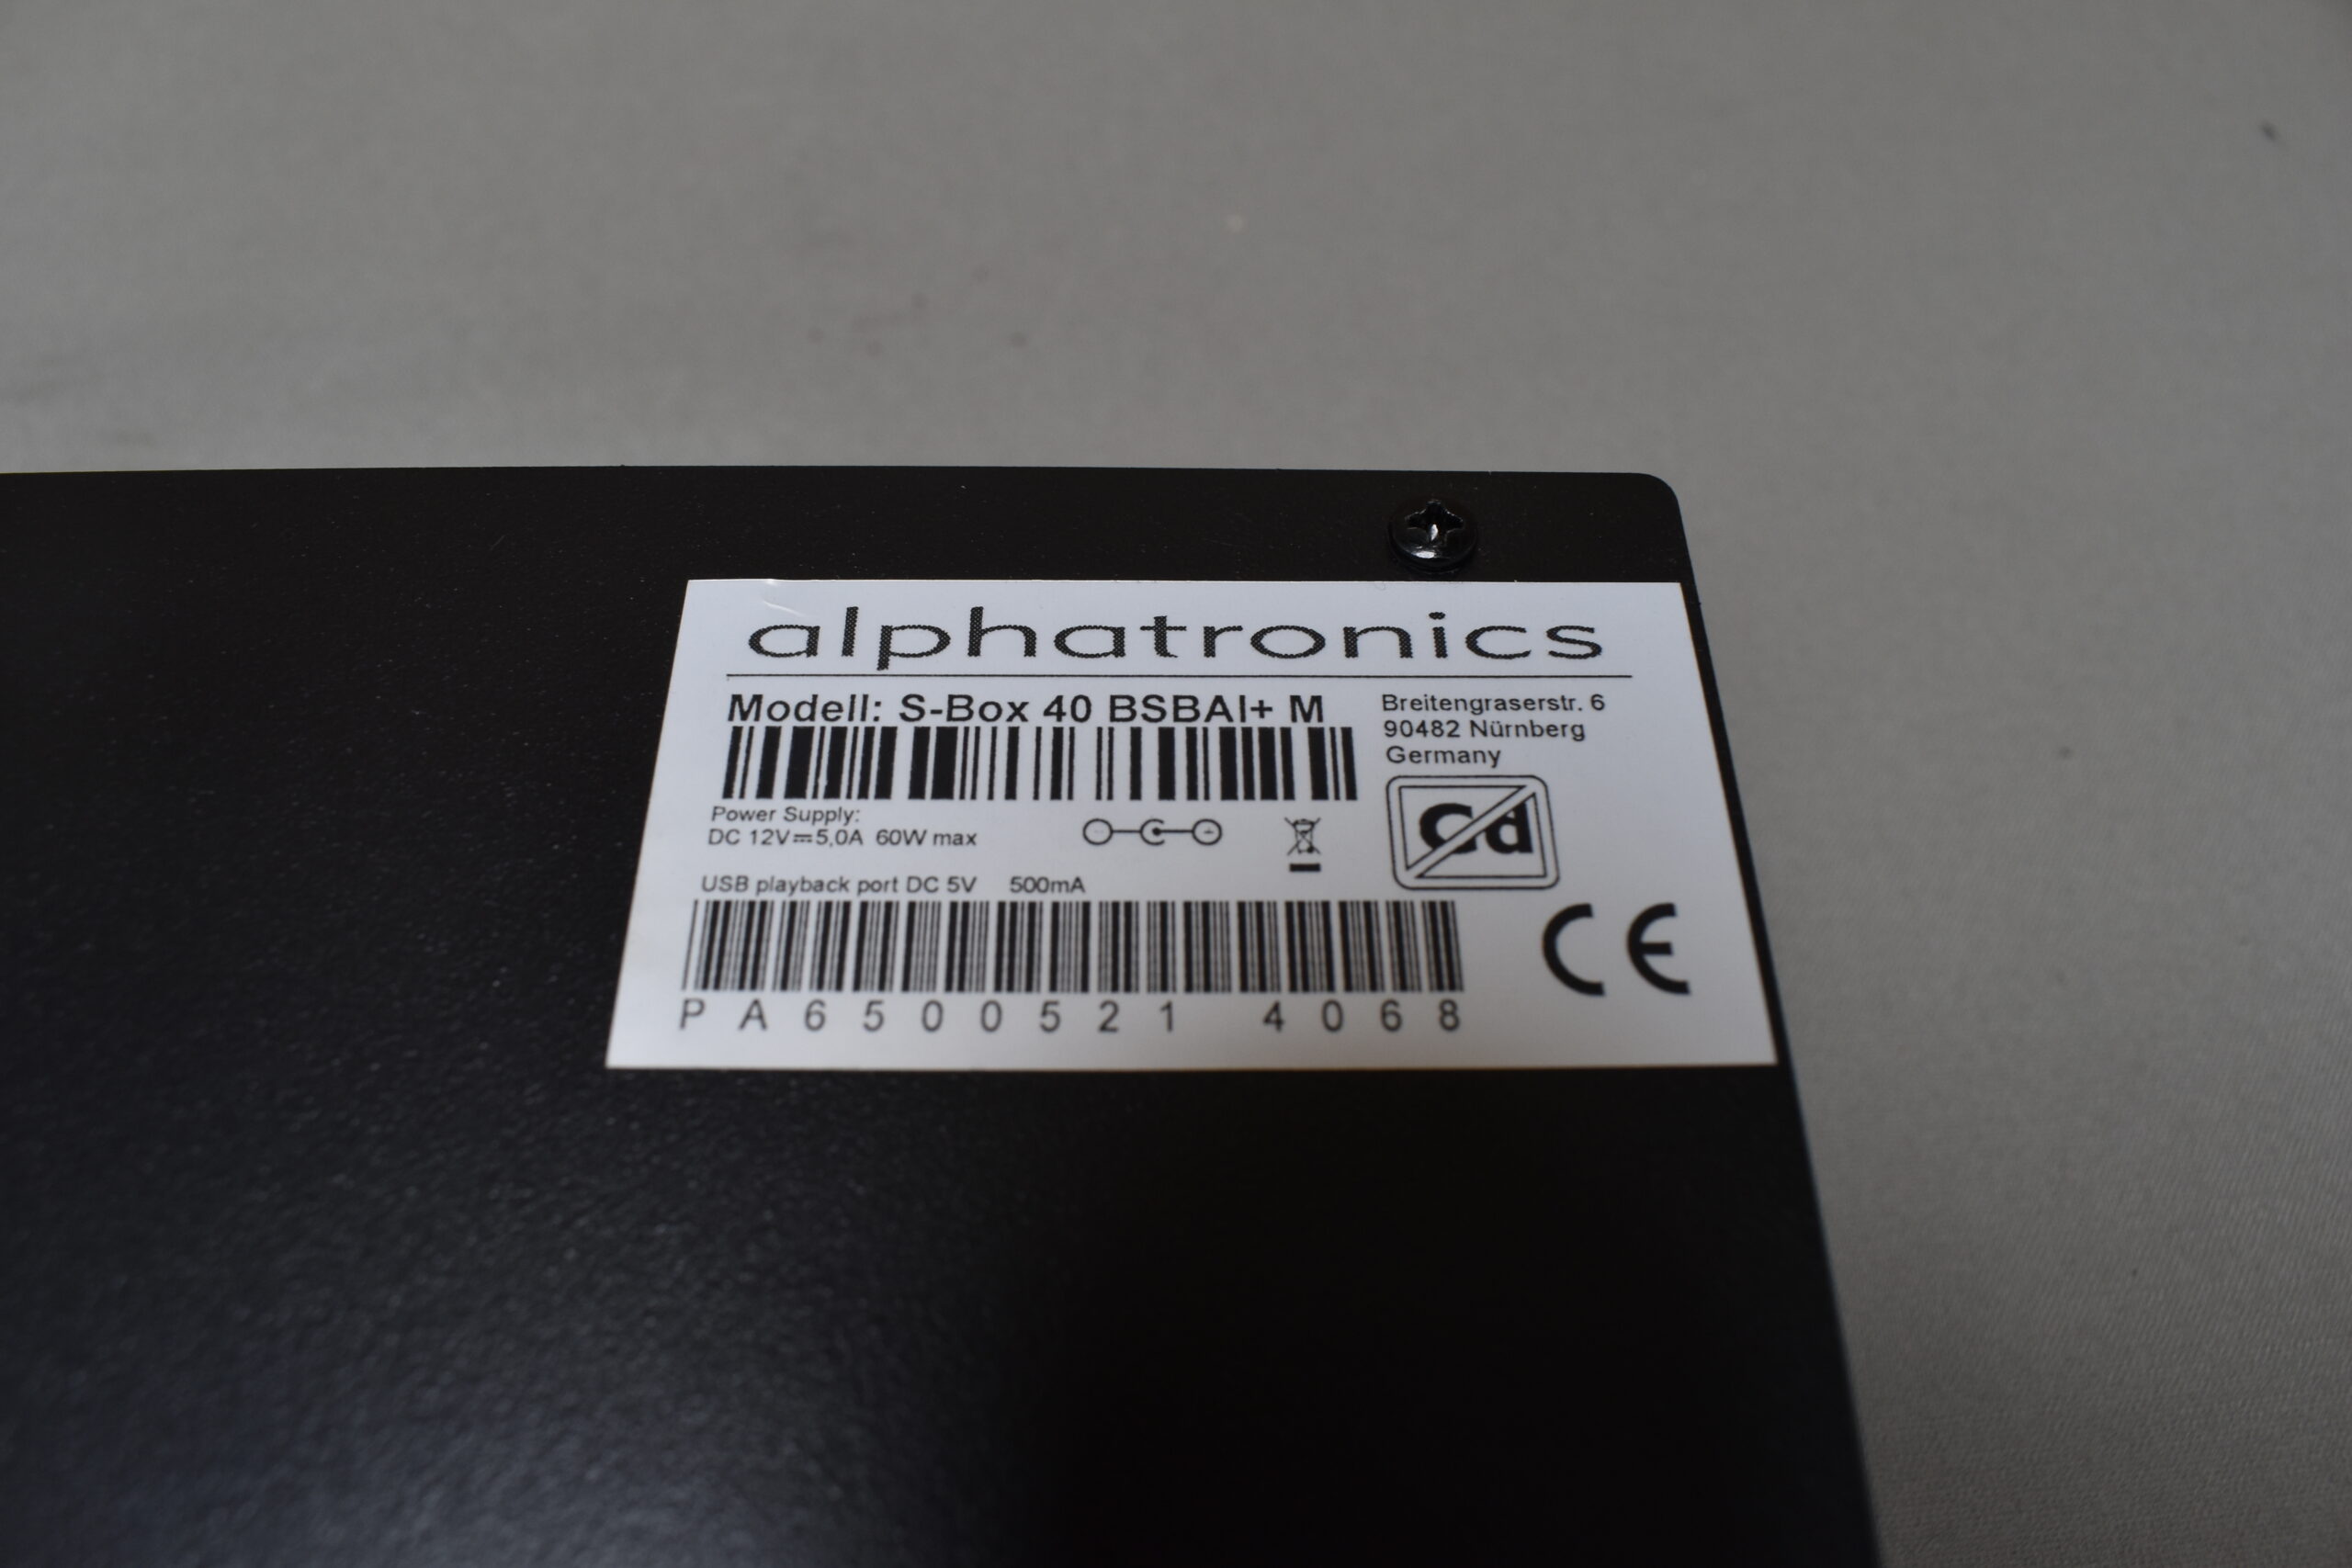 alphatronics
Modell: S-Box 40 BSBAI+ M
Breitengraserstr. 6
90482 Nürnberg
Germany
Power Supply:
DC 12V⎓5,0A 60W max
Cd
USB playback port DC 5V 500mA
CE
PA6500521 4068